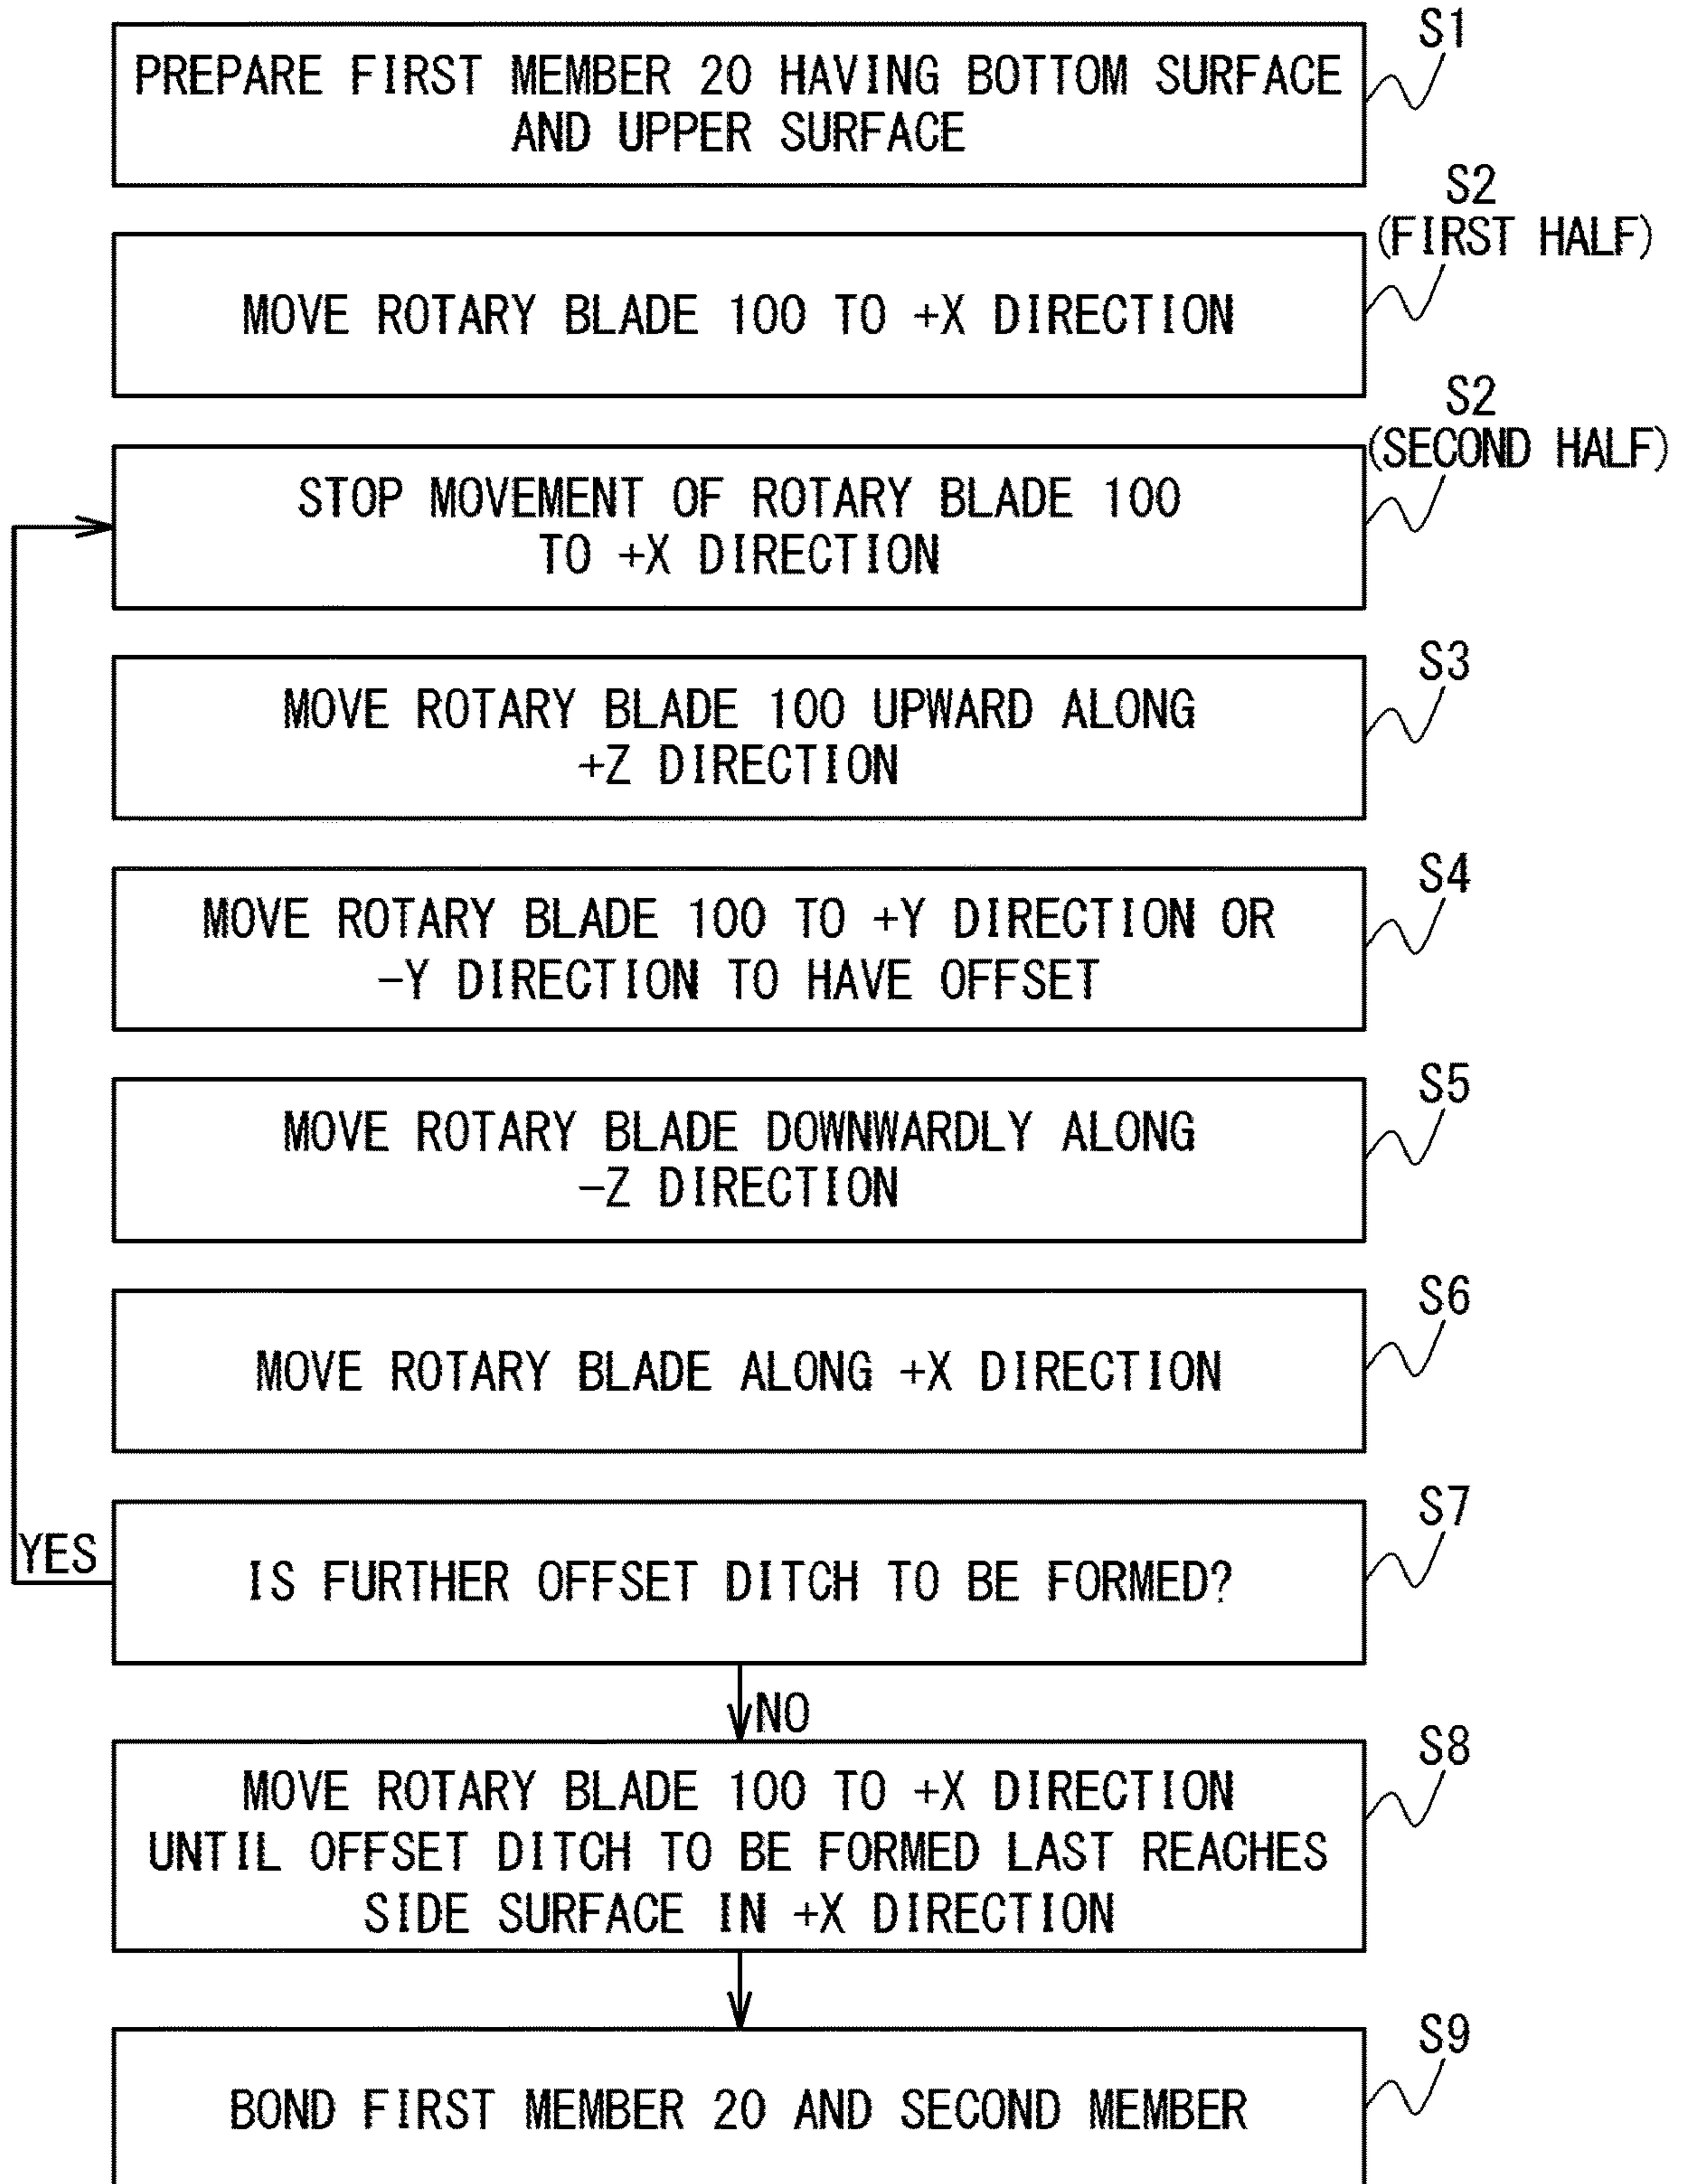 S1
PREPARE FIRST MEMBER 20 HAVING BOTTOM SURFACE
AND UPPER SURFACE
S2
(FIRST HALF)
MOVE ROTARY BLADE 100 TO +X DIRECTION
S2
(SECOND HALF)
STOP MOVEMENT OF ROTARY BLADE 100
TO +X DIRECTION
S3
MOVE ROTARY BLADE 100 UPWARD ALONG
+Z DIRECTION
S4
MOVE ROTARY BLADE 100 TO +Y DIRECTION OR
-Y DIRECTION TO HAVE OFFSET
S5
MOVE ROTARY BLADE DOWNWARDLY ALONG
-Z DIRECTION
S6
MOVE ROTARY BLADE ALONG +X DIRECTION
S7
YES
IS FURTHER OFFSET DITCH TO BE FORMED?
NO
S8
MOVE ROTARY BLADE 100 TO +X DIRECTION
UNTIL OFFSET DITCH TO BE FORMED LAST REACHES
SIDE SURFACE IN +X DIRECTION
S9
BOND FIRST MEMBER 20 AND SECOND MEMBER